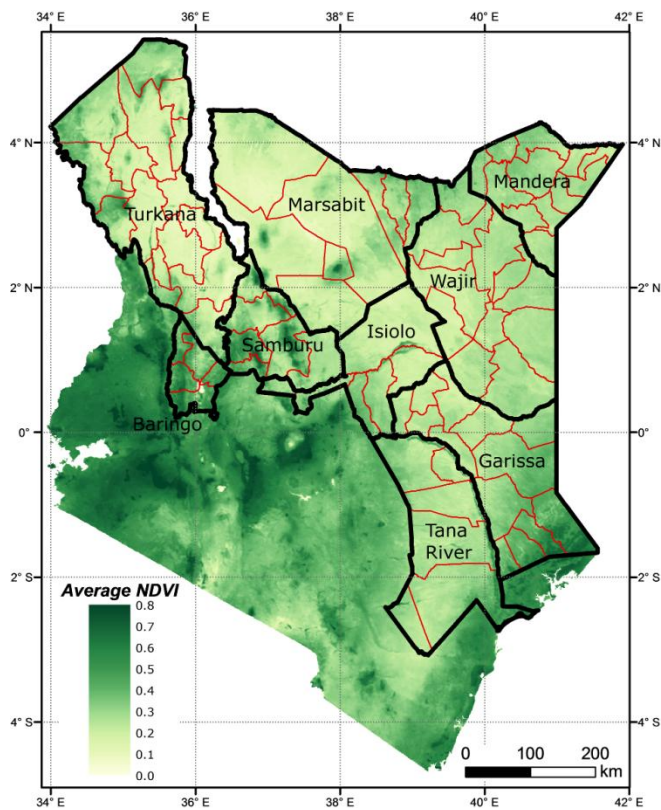 34° E
36° E
38° E
40° E
42° E
4° N
4° N
Mandera
Turkana
Marsabit
2° N
2° N
Wajir
Isiolo
Samburu
Baringo
0°
0°
Garissa
Tana
River
2° S
2° S
Average NDVI
0.8
0.7
0.6
0.5
0.4
0.3
0.2
0.1
0.0
4° S
4° S
0 100 200
km
34° E
36° E
38° E
40° E
42° E